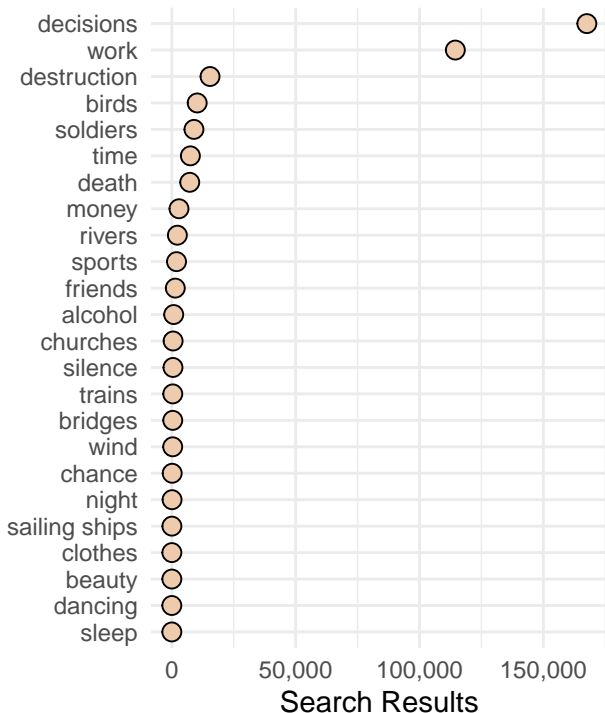 decisions
work
destruction
birds
soldiers
time
death
money
rivers
sports
friends
alcohol
churches
silence
trains
bridges
wind
chance
night
sailing ships
clothes
beauty
dancing
sleep
0 50,000 100,000 150,000
Search Results